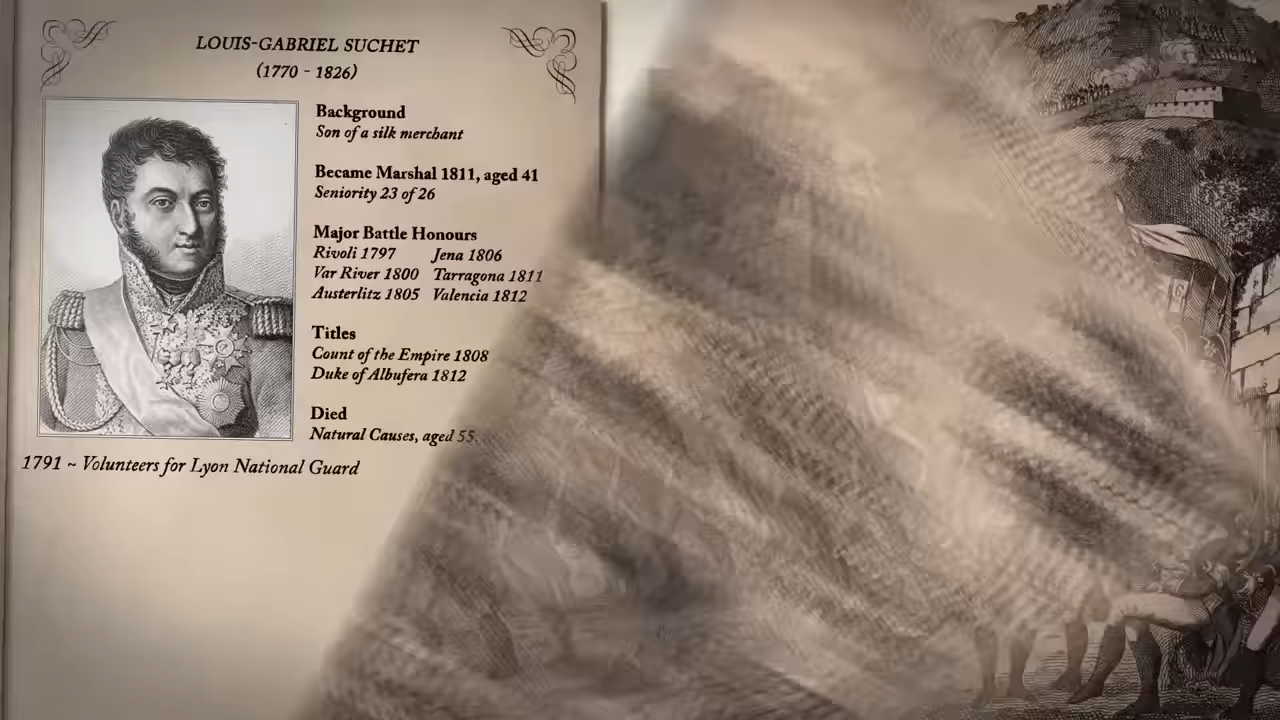 LOUIS-GABRIEL SUCHET
(1770 - 1826)
Background
Son of a silk merchant
Became Marshal 1811, aged 41
Seniority 23 of 26
Major Battle Honours
Rivoli 1797 Jena 1806
Var River 1800 Tarragona 1811
Austerlitz 1805 Valencia 1812
Titles
Count of the Empire 1808
Duke of Albufera 1812
Died
Natural Causes, aged 55.
1791 ~ Volunteers for Lyon National Guard